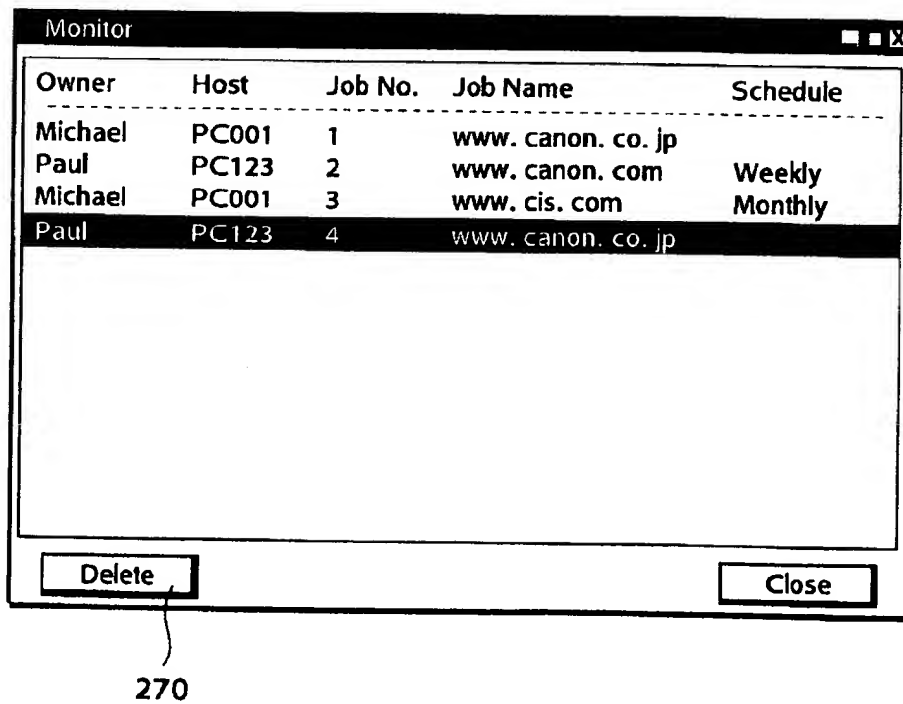 Monitor
Owner Host Job No. Job Name Schedule
Michael PC001 1 www. canon. co. jp
Paul PC123 2 www. canon. com Weekly
Michael PC001 3 www. cis. com Monthly
Paul PC123 4 www. canon. co. jp
Delete Close
270